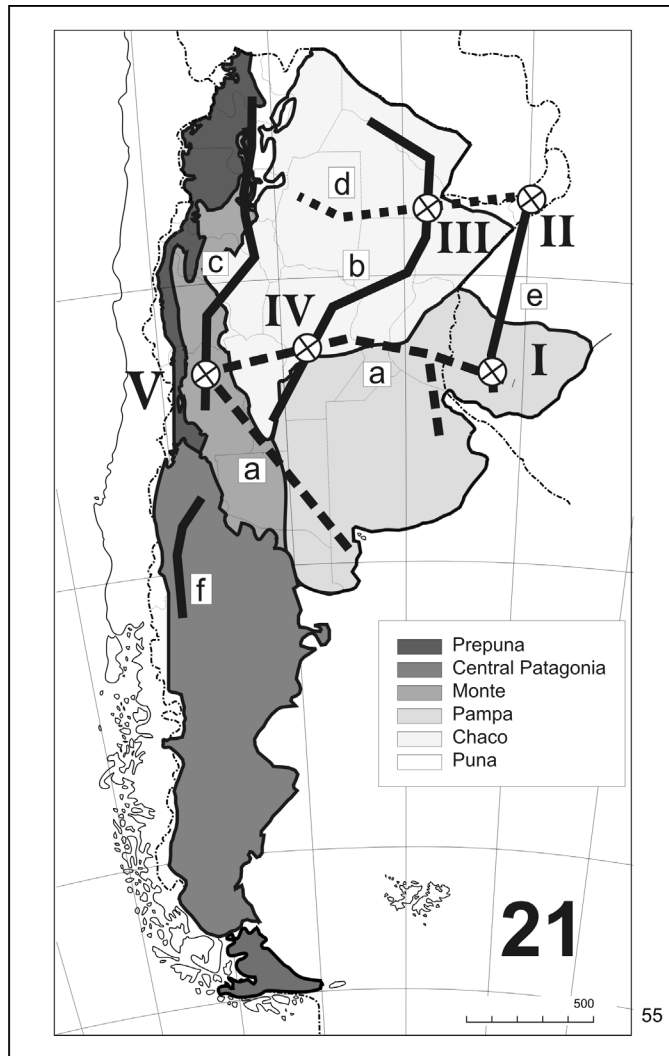 d
III
II
c
b
IV
e
V
a
I
a
f
Prepuna
Central Patagonia
Monte
Pampa
Chaco
Puna
21
500
55